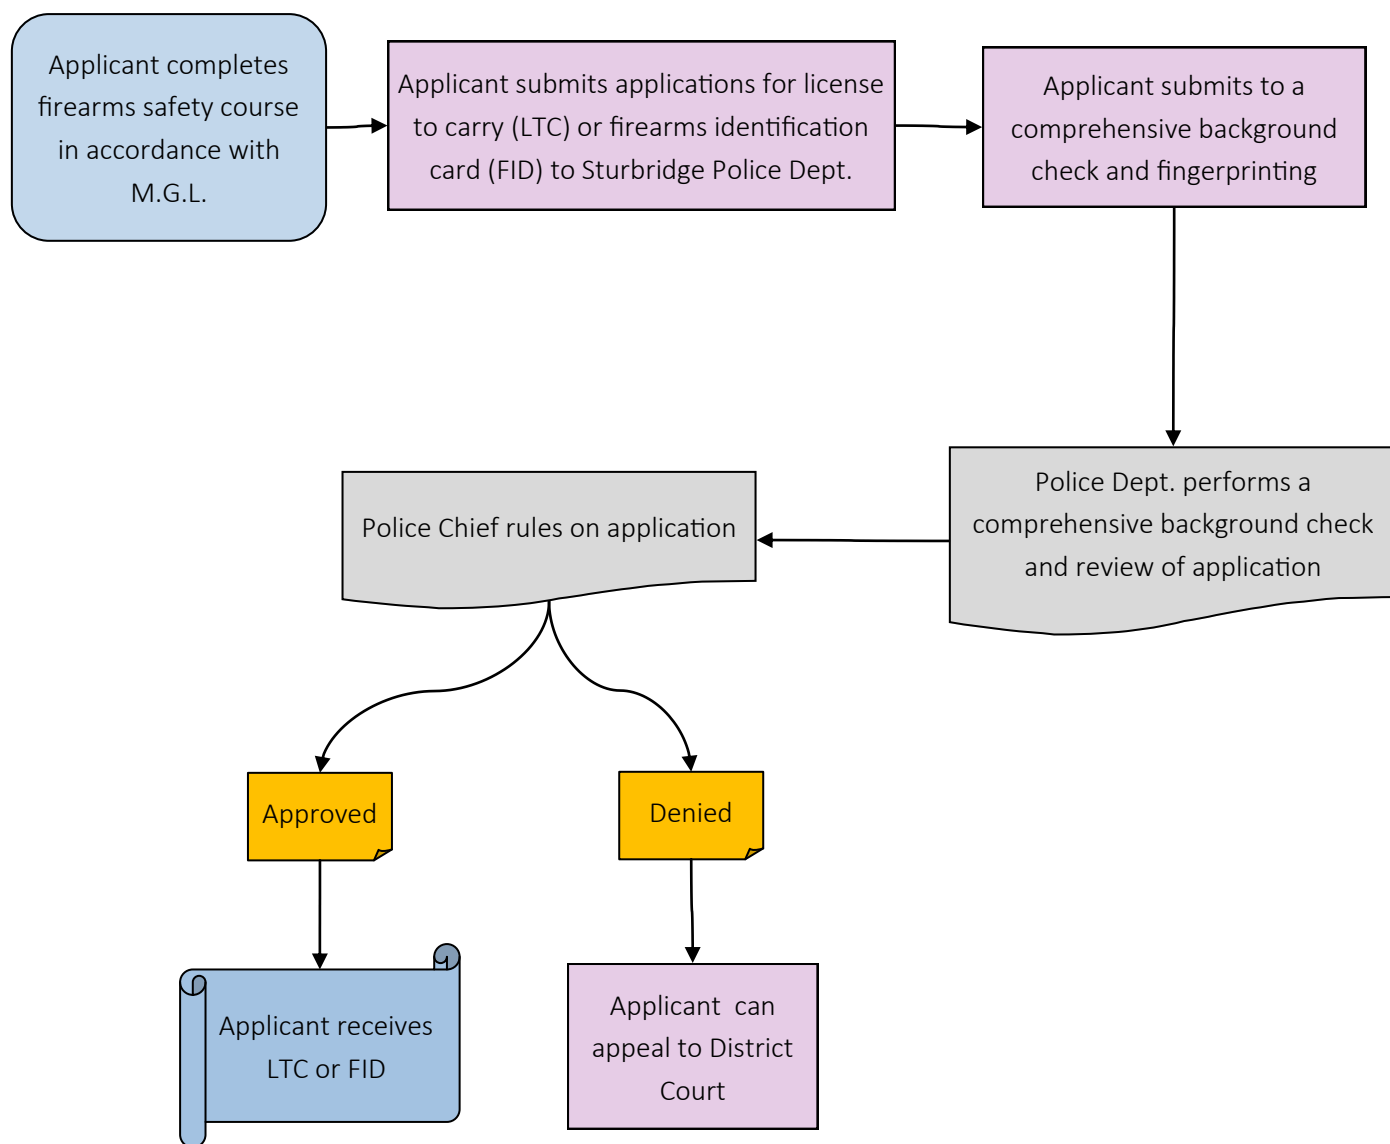 Applicant completes
firearms safety course
in accordance with
M.G.L.
Applicant submits applications for license
to carry (LTC) or firearms identification
card (FID) to Sturbridge Police Dept.
Applicant submits to a
comprehensive background
check and fingerprinting
Police Dept. performs a
comprehensive background check
and review of application
Police Chief rules on application
Approved
Denied
Applicant receives
LTC or FID
Applicant  can
appeal to District
Court